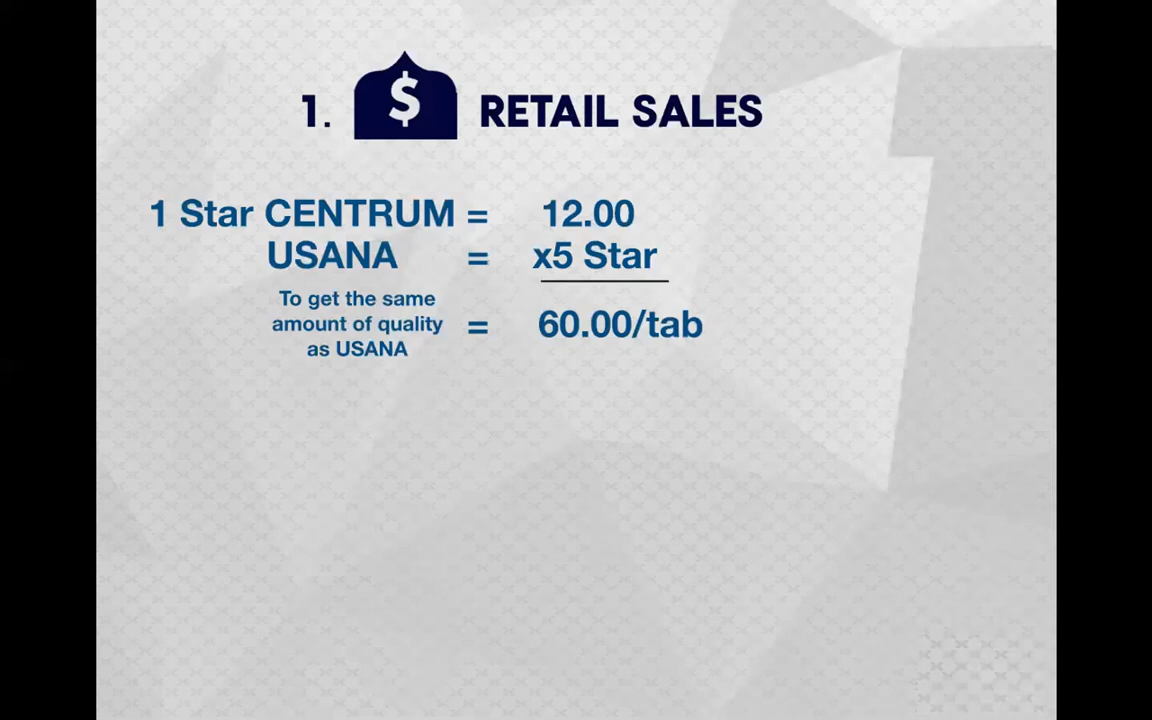 1. $ RETAIL SALES
1 Star CENTRUM = 12.00
USANA = x5 Star
To get the same
amount of quality = 60.00/tab
as USANA